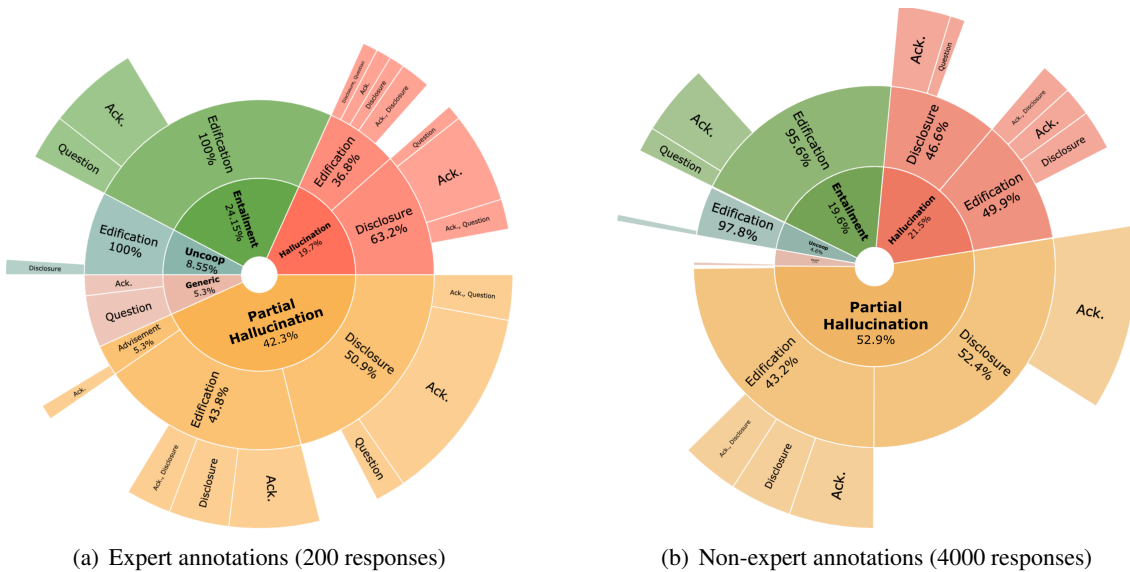 Ack.
Question
Edification
100%
Entailment
24.15%
Disclosure, Question
Ack.
Disclosure
Ack., Disclosure
Edification
36.8%
Hallucination
19.7%
Question
Ack.
Ack., Question
Disclosure
63.2%
Edification
100%
Uncoop
8.55%
Disclosure
Generic
5.3%
Ack.
Question
Advisement
5.3%
Ack.
Partial
Hallucination
42.3%
Disclosure
50.9%
Ack., Question
Ack.
Question
Edification
43.8%
Ack., Disclosure
Disclosure
Ack.
(a) Expert annotations (200 responses)
Ack.
Question
Edification
95.6%
Entailment
19.6%
Ack.
Question
Disclosure
46.6%
Hallucination
21.5%
Ack., Disclosure
Ack.
Disclosure
Edification
49.9%
Edification
97.8%
Uncoop
Partial
Hallucination
52.9%
Disclosure
52.4%
Ack.
Edification
43.2%
Ack., Disclosure
Disclosure
Ack.
(b) Non-expert annotations (4000 responses)